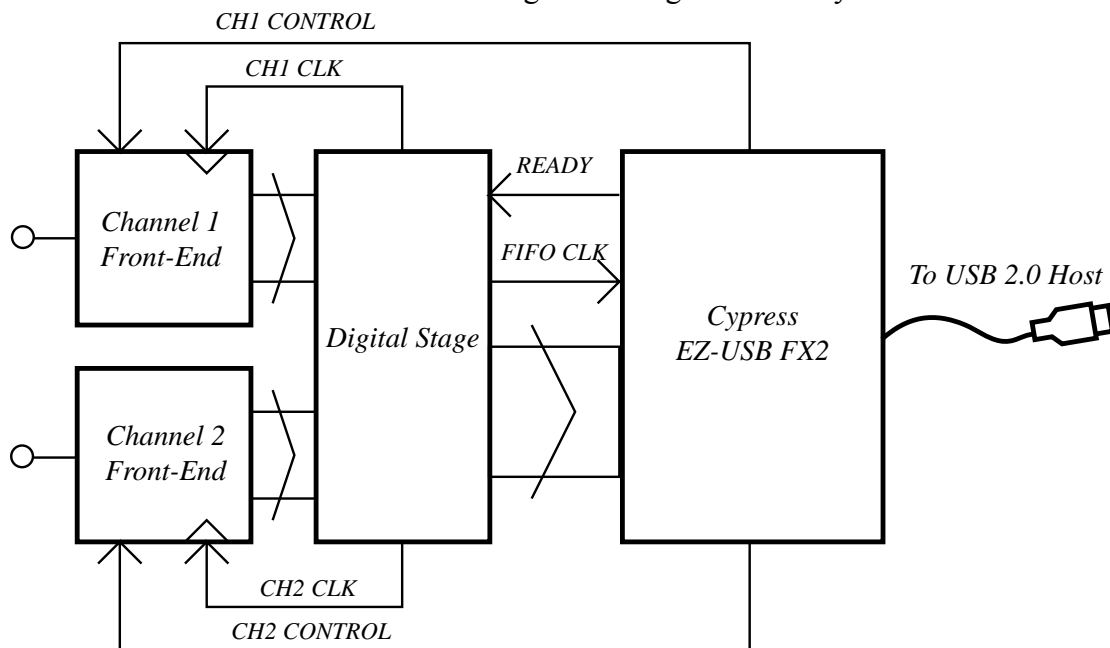 CH1 CONTROL
CH1 CLK
READY
Channel 1
Front-End
FIFO CLK
To USB 2.0 Host
Digital Stage
Cypress
EZ-USB FX2
Channel 2
Front-End
CH2 CLK
CH2 CONTROL